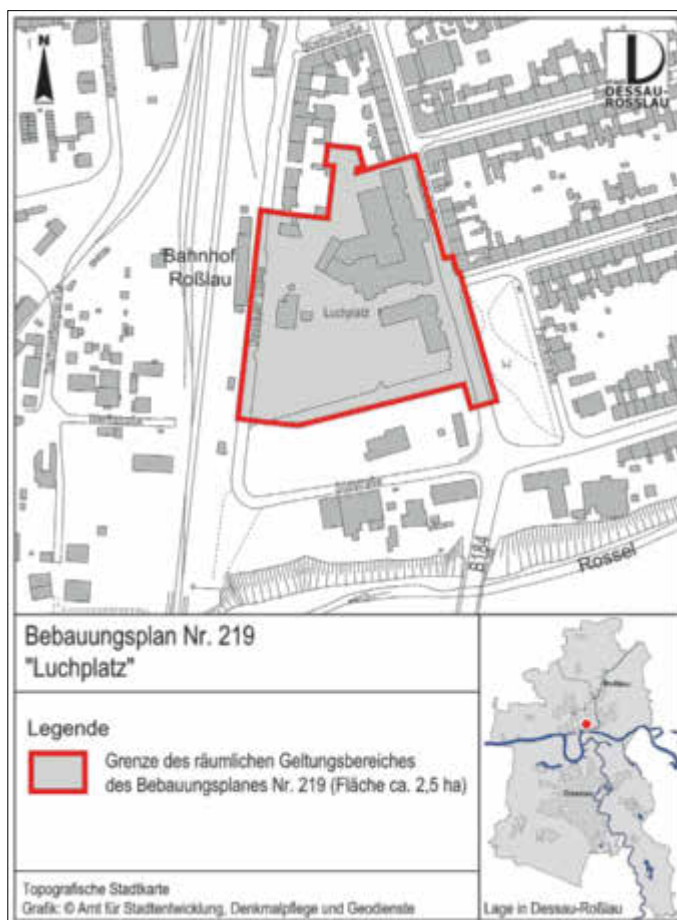 N
DESSAU-
ROSSLAU
Bahnhof
Roßlau
Luchplatz
B184
Rossel
Bebauungsplan Nr. 219
"Luchplatz"
Legende
Grenze des räumlichen Geltungsbereiches
des Bebauungsplanes Nr. 219 (Fläche ca. 2,5 ha)
Roßlau
Dessau
Topografische Stadtkarte
Grafik: © Amt für Stadtentwicklung, Denkmalpflege und Geodienste
Lage in Dessau-Roßlau